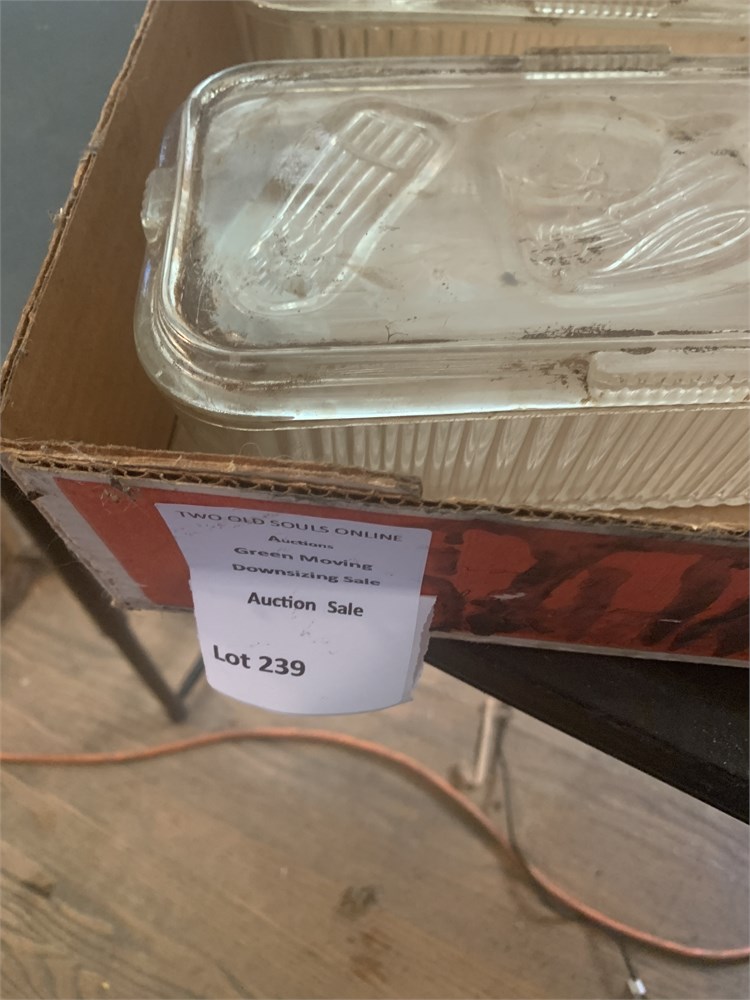 TWO OLD SOULS ONLINE
Auctions
Green Moving
Downsizing Sale
Auction Sale
Lot 239